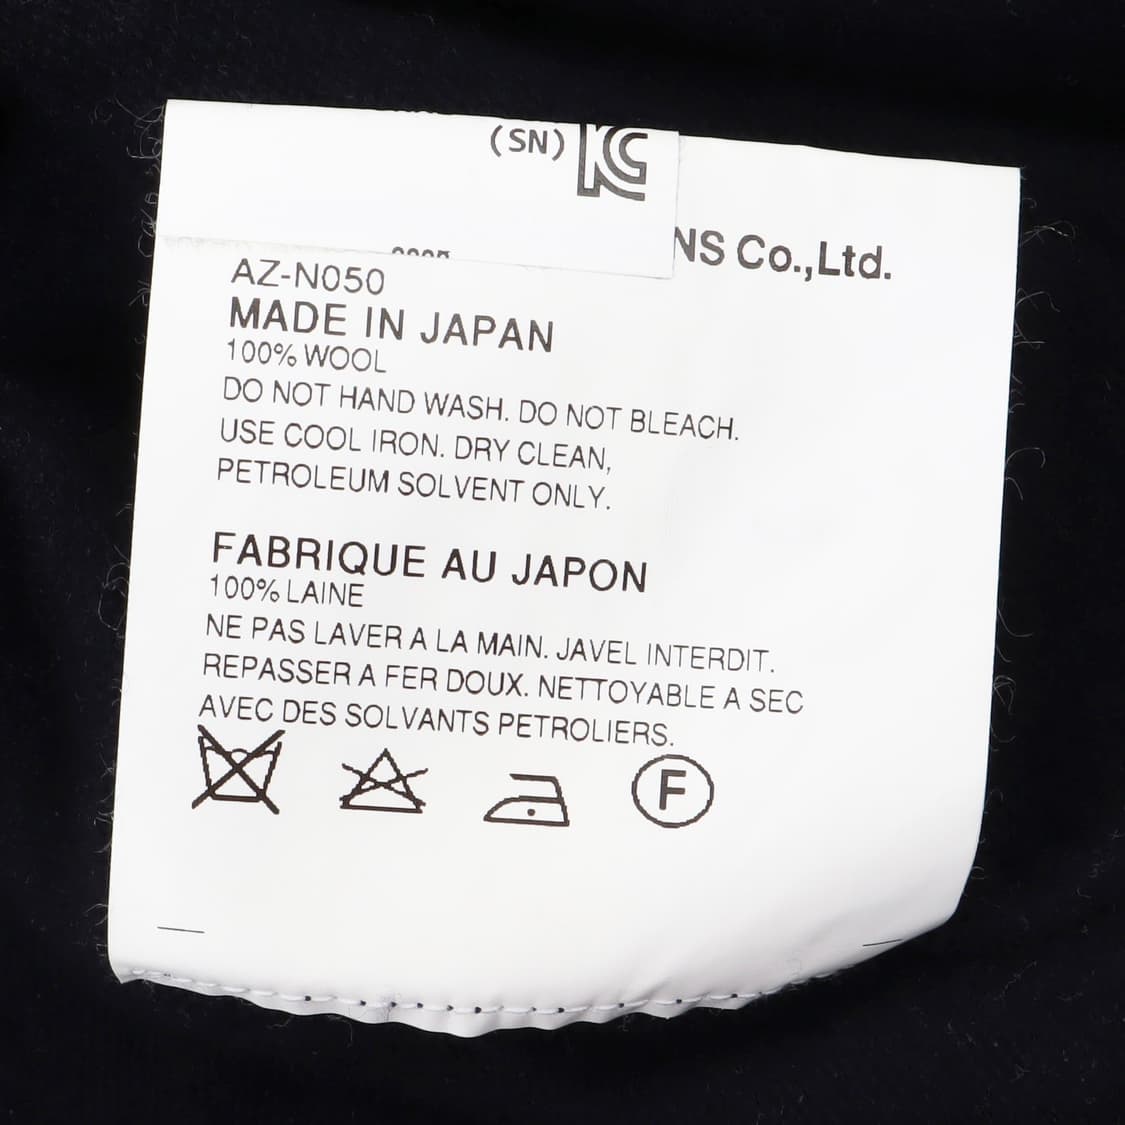 (SN)
NS Co.,Ltd.
AZ-N050
MADE IN JAPAN
100% WOOL
DO NOT HAND WASH. DO NOT BLEACH.
USE COOL IRON. DRY CLEAN,
PETROLEUM SOLVENT ONLY.
FABRIQUE AU JAPON
100% LAINE
NE PAS LAVER A LA MAIN. JAVEL INTERDIT.
REPASSER A FER DOUX. NETTOYABLE A SEC
AVEC DES SOLVANTS PETROLIERS.
F